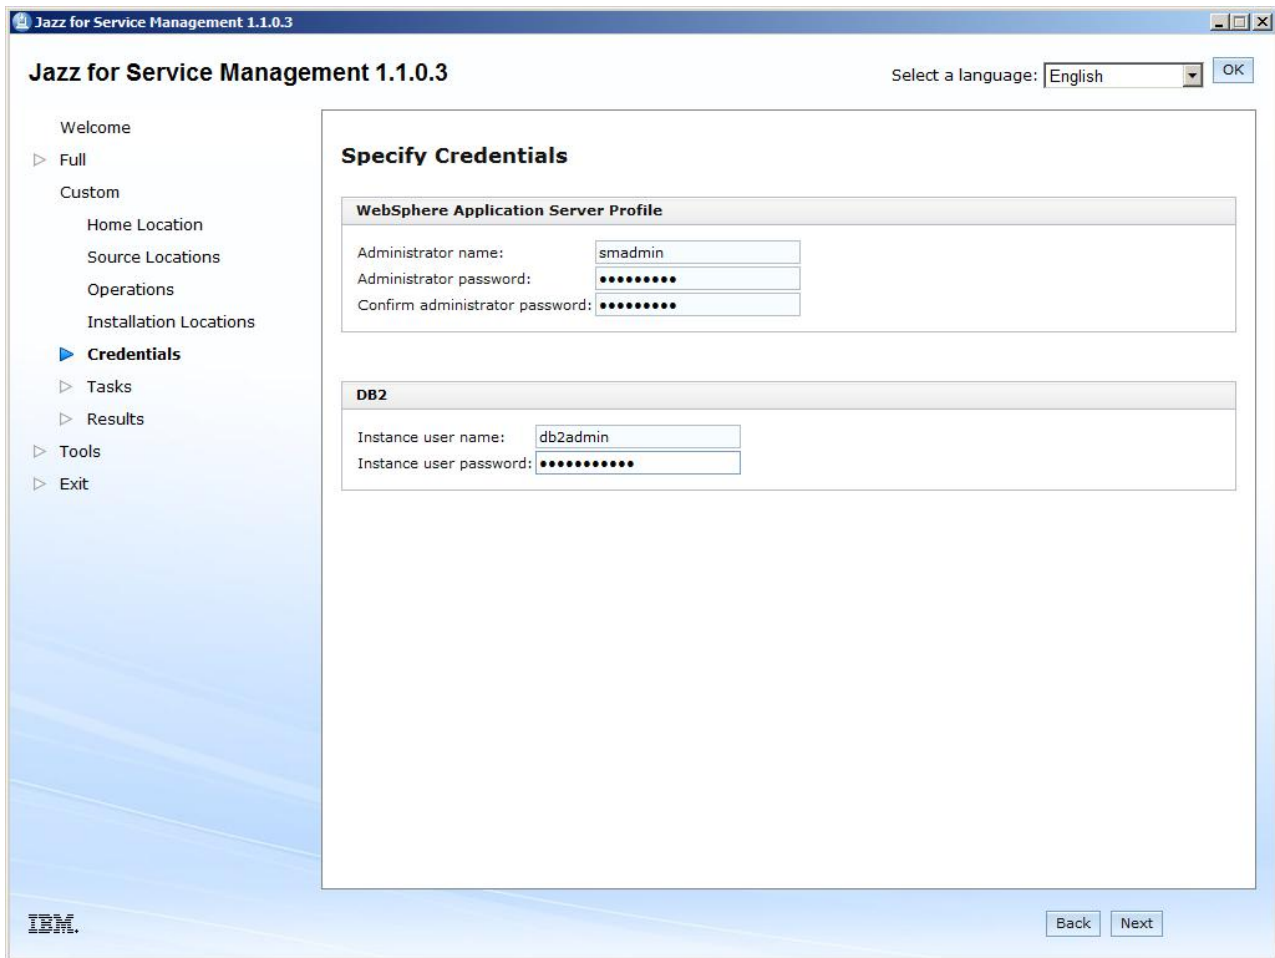 Jazz for Service Management 1.1.0.3
Jazz for Service Management 1.1.0.3
Select a language: English OK
Welcome
Full
Custom
Home Location
Source Locations
Operations
Installation Locations
Credentials
Tasks
Results
Tools
Exit
Specify Credentials
WebSphere Application Server Profile
Administrator name: smadmin
Administrator password: •••••••••
Confirm administrator password: •••••••••
DB2
Instance user name: db2admin
Instance user password: •••••••••••
IBM.
Back Next